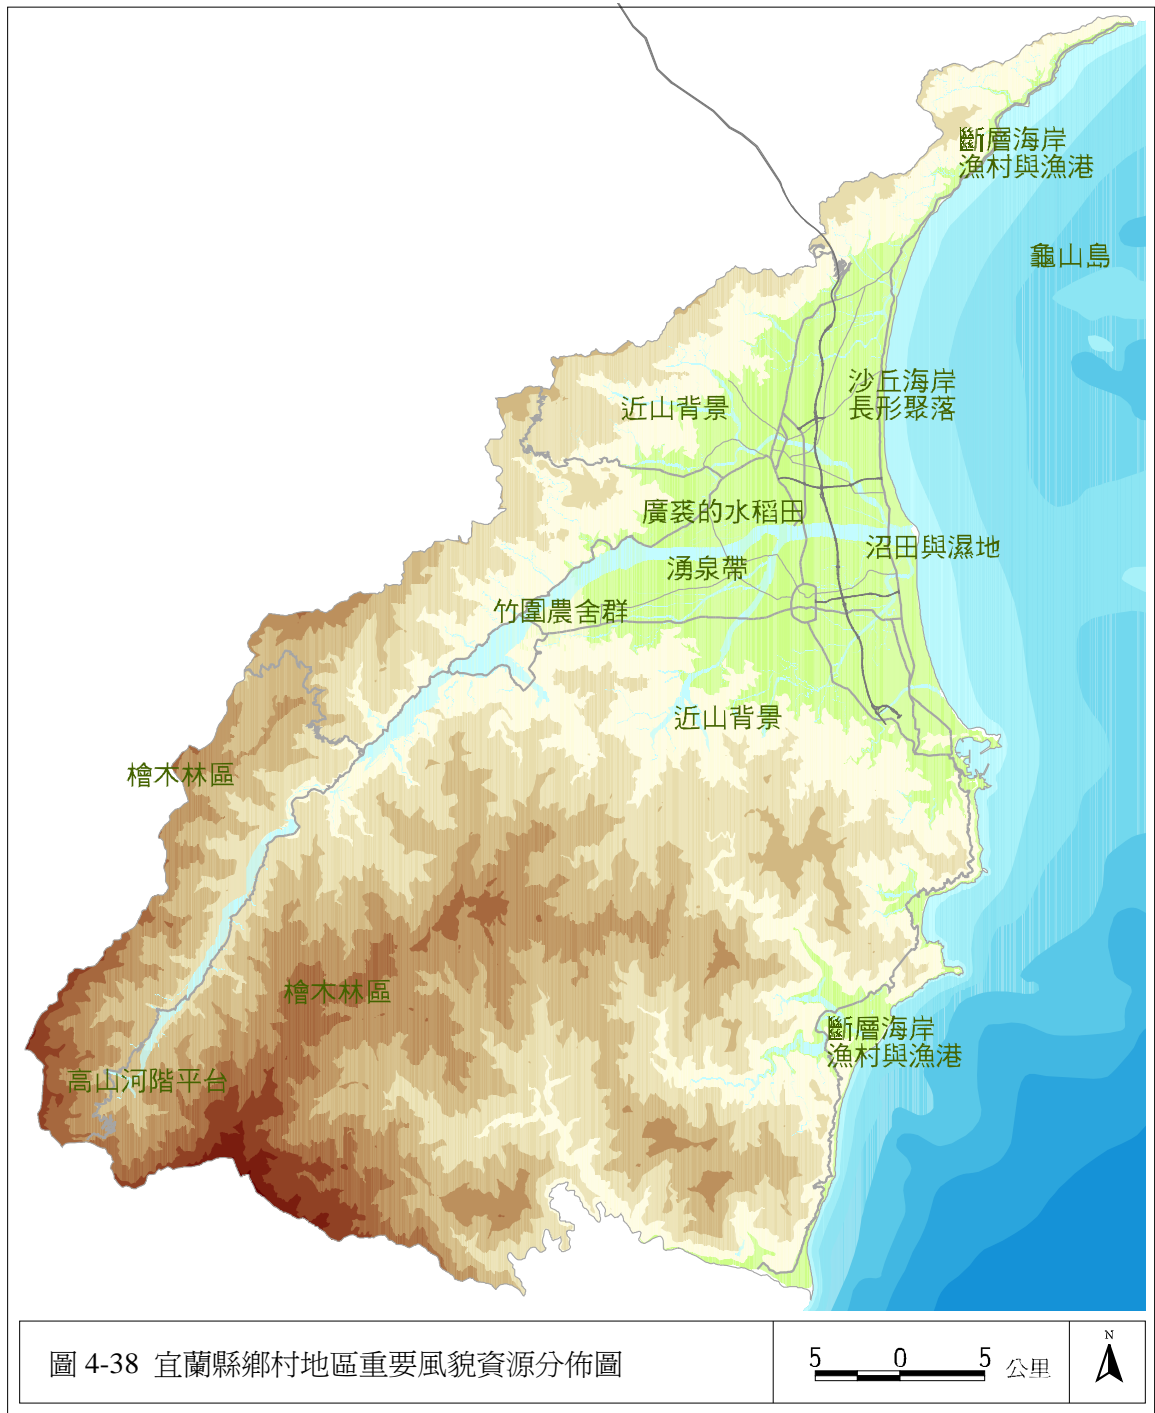 斷層海岸
漁村與漁港
龜山島
沙丘海岸
長形聚落
近山背景
廣裘的水稻田
沼田與濕地
湧泉帶
竹圍農舍群
近山背景
檜木林區
檜木林區
斷層海岸
漁村與漁港
高山河階平台
圖 4-38 宜蘭縣鄉村地區重要風貌資源分佈圖
5 0 5 公里
N